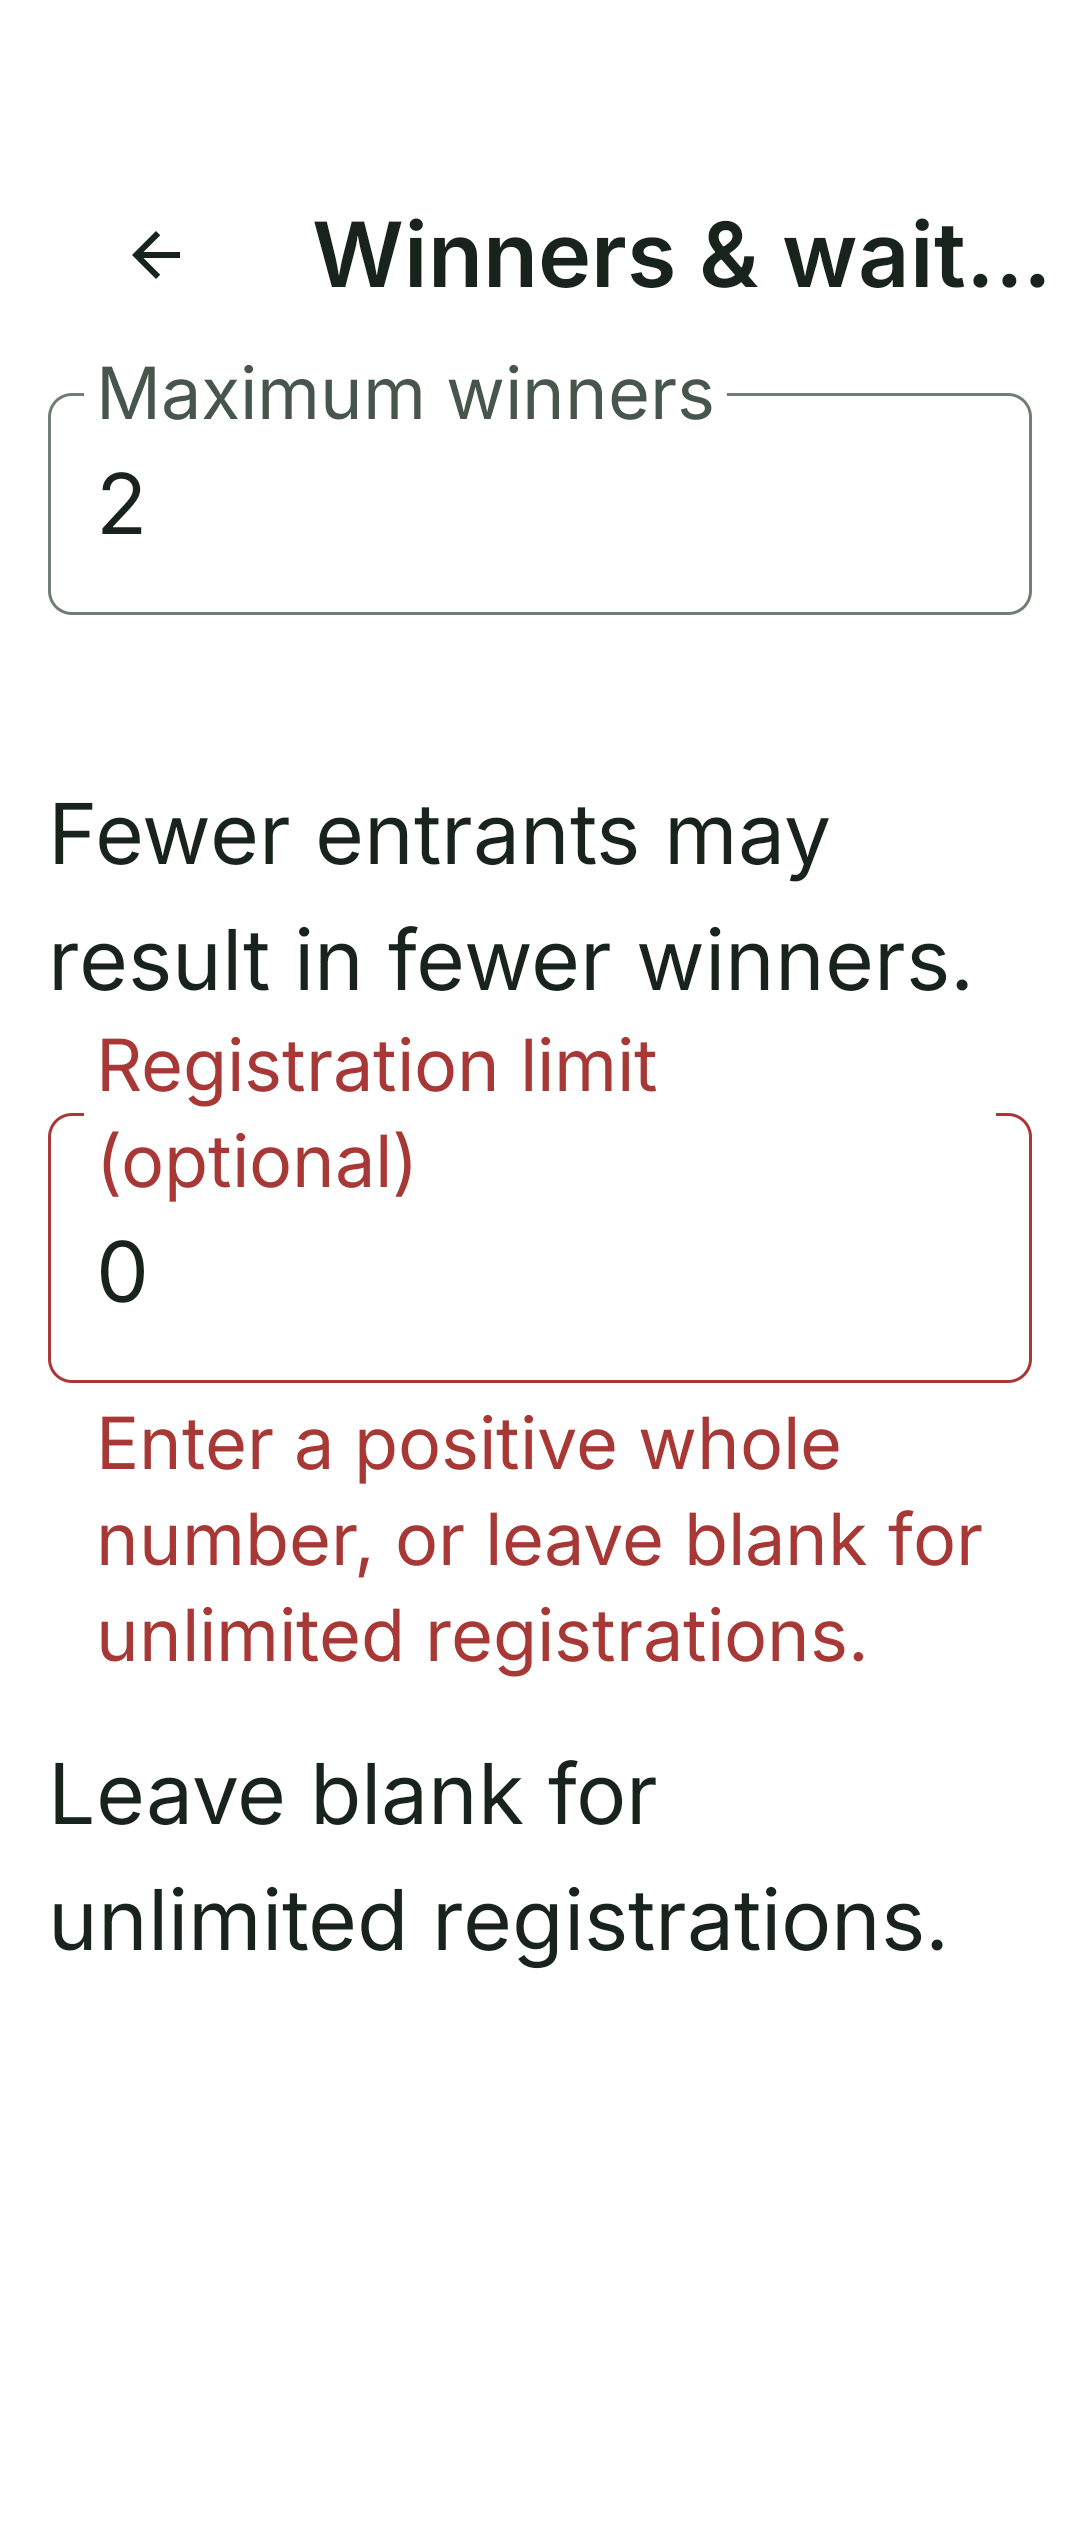 Winners & wait...
Maximum winners
2
Fewer entrants may
result in fewer winners.
Registration limit
(optional)
0
Enter a positive whole
number, or leave blank for
unlimited registrations.
Leave blank for
unlimited registrations.